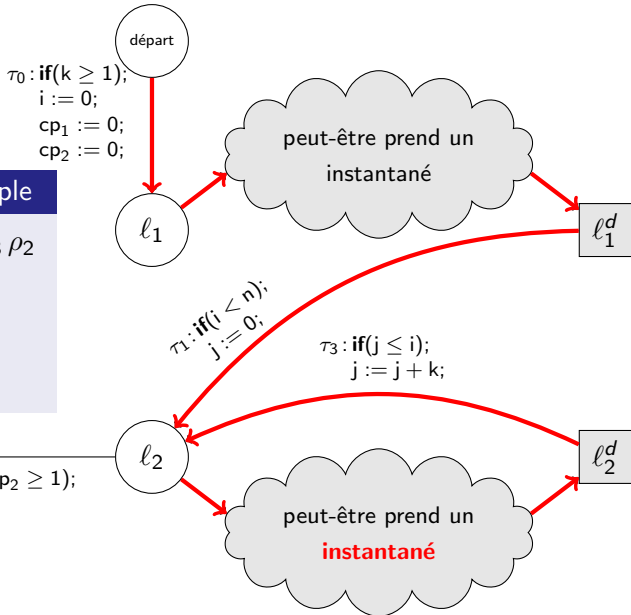 départ
τ₀: if(k ≥ 1);
i := 0;
cp₁ := 0;
cp₂ := 0;
peut-être prend un
instantané
ℓ₁
ℓ₁ᵈ
ρ₂
τ₁: if(i < n);
j := 0;
τ₃: if(j ≤ i);
j := j + k;
ℓ₂
ℓ₂ᵈ
p₂ ≥ 1);
peut-être prend un
instantané